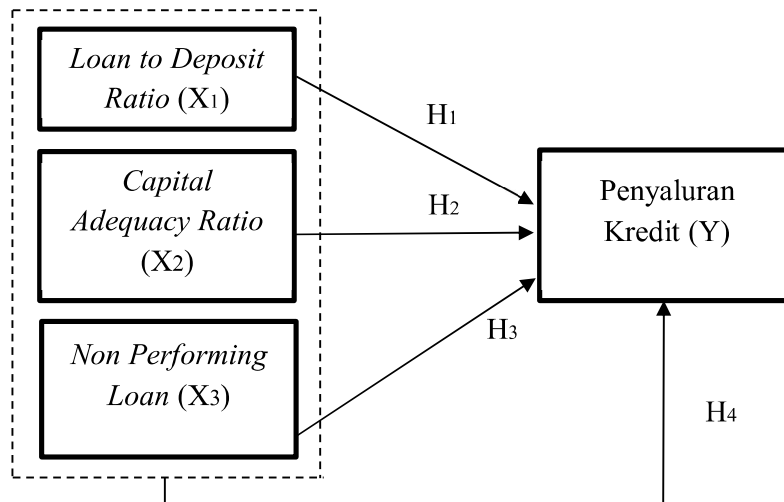 Loan to Deposit
Ratio (X1)
H1
Capital
Adequacy Ratio
(X2)
H2
Penyaluran
Kredit (Y)
Non Performing
Loan (X3)
H3
H4